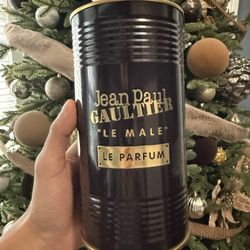 Jean Paul
GAULTIER
"LE MALE"
LE PARFUM